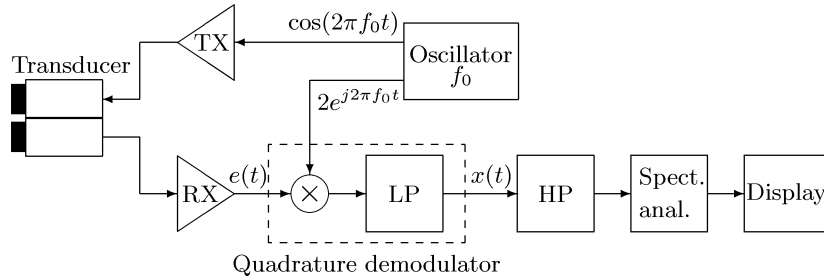 cos(2πf₀t)
TX
Oscillator
f₀
Transducer
2e^{j2πf₀t}
RX
e(t)
×
LP
x(t)
HP
Spect.
anal.
Display
Quadrature demodulator